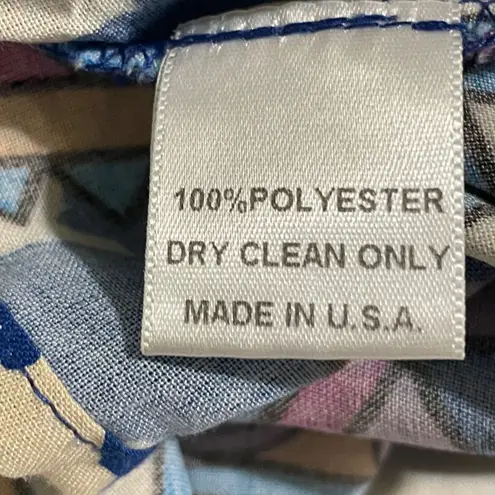 100%POLYESTER
DRY CLEAN ONLY
MADE IN U.S.A.